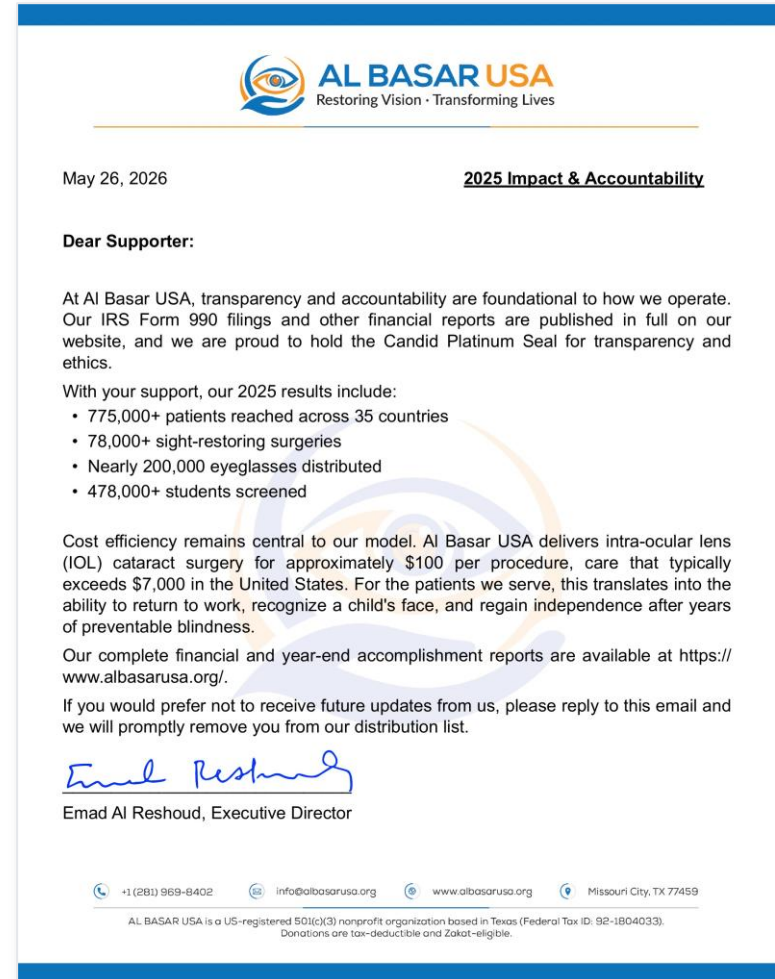 AL BASAR USA
Restoring Vision · Transforming Lives
May 26, 2026
2025 Impact & Accountability
Dear Supporter:
At Al Basar USA, transparency and accountability are foundational to how we operate.
Our IRS Form 990 filings and other financial reports are published in full on our
website, and we are proud to hold the Candid Platinum Seal for transparency and
ethics.
With your support, our 2025 results include:
• 775,000+ patients reached across 35 countries
• 78,000+ sight-restoring surgeries
• Nearly 200,000 eyeglasses distributed
• 478,000+ students screened
Cost efficiency remains central to our model. Al Basar USA delivers intra-ocular lens
(IOL) cataract surgery for approximately $100 per procedure, care that typically
exceeds $7,000 in the United States. For the patients we serve, this translates into the
ability to return to work, recognize a child's face, and regain independence after years
of preventable blindness.
Our complete financial and year-end accomplishment reports are available at https://
www.albasarusa.org/.
If you would prefer not to receive future updates from us, please reply to this email and
we will promptly remove you from our distribution list.
Emad Reshoud
Emad Al Reshoud, Executive Director
+1 (281) 969-8402
info@albasarusa.org
www.albasarusa.org
Missouri City, TX 77459
AL BASAR USA is a US-registered 501(c)(3) nonprofit organization based in Texas (Federal Tax ID: 92-1804033).
Donations are tax-deductible and Zakat-eligible.